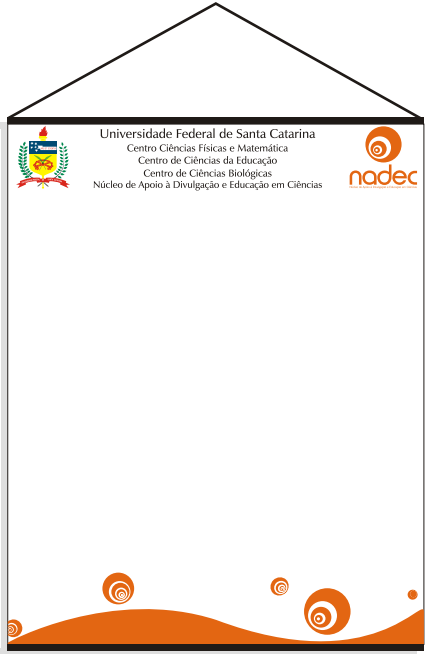 Universidade Federal de Santa Catarina
Centro Ciências Físicas e Matemática
Centro de Ciências da Educação
Centro de Ciências Biológicas
Núcleo de Apoio à Divulgação e Educação em Ciências
nadec